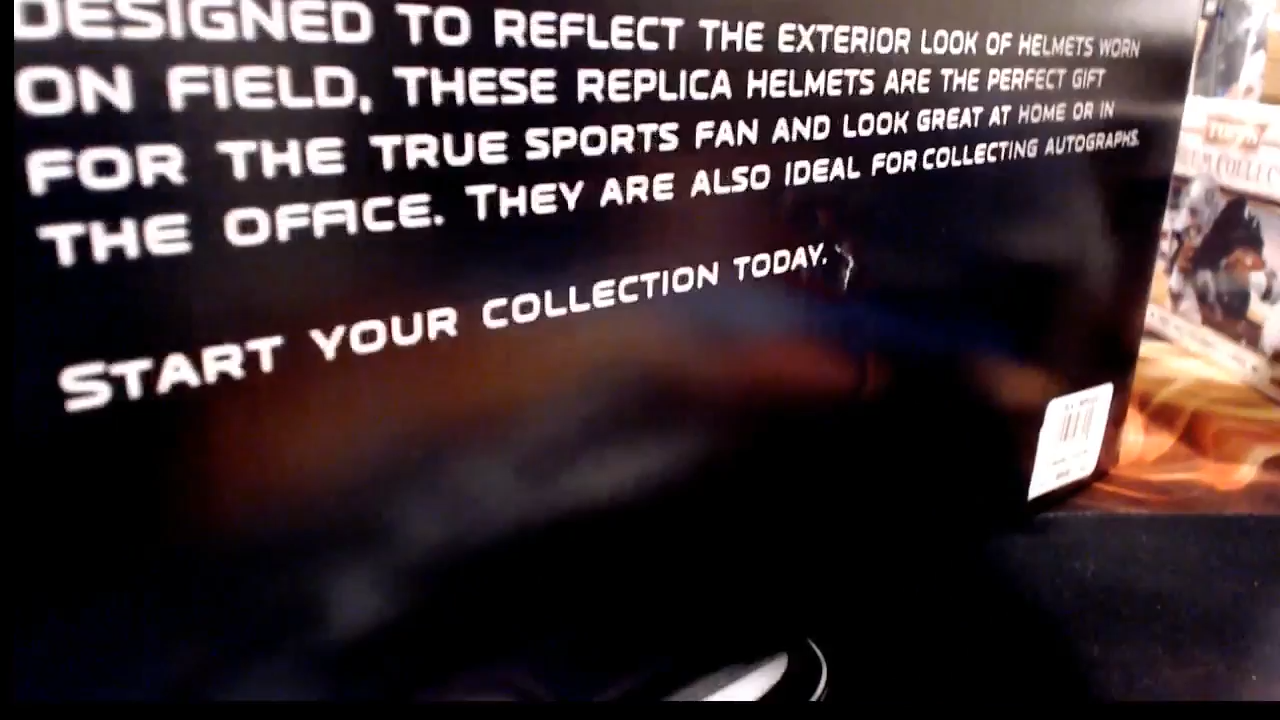 DESIGNED TO REFLECT THE EXTERIOR LOOK OF HELMETS WORN
ON FIELD, THESE REPLICA HELMETS ARE THE PERFECT GIFT
FOR THE TRUE SPORTS FAN AND LOOK GREAT AT HOME OR IN
THE OFFICE. THEY ARE ALSO IDEAL FOR COLLECTING AUTOGRAPHS.
START YOUR COLLECTION TODAY.